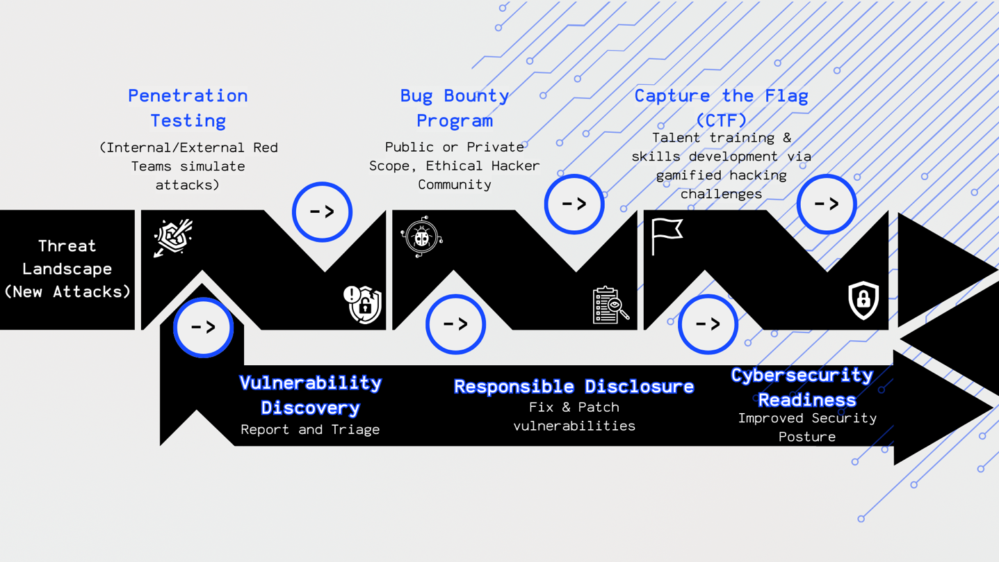 Penetration
Testing
(Internal/External Red
Teams simulate
attacks)
Bug Bounty
Program
Public or Private
Scope, Ethical Hacker
Community
Capture the Flag
(CTF)
Talent training &
skills development via
gamified hacking
challenges
->
->
->
Threat
Landscape
(New Attacks)
!
->
->
->
Vulnerability
Discovery
Report and Triage
Responsible Disclosure
Fix & Patch
vulnerabilities
Cybersecurity
Readiness
Improved Security
Posture